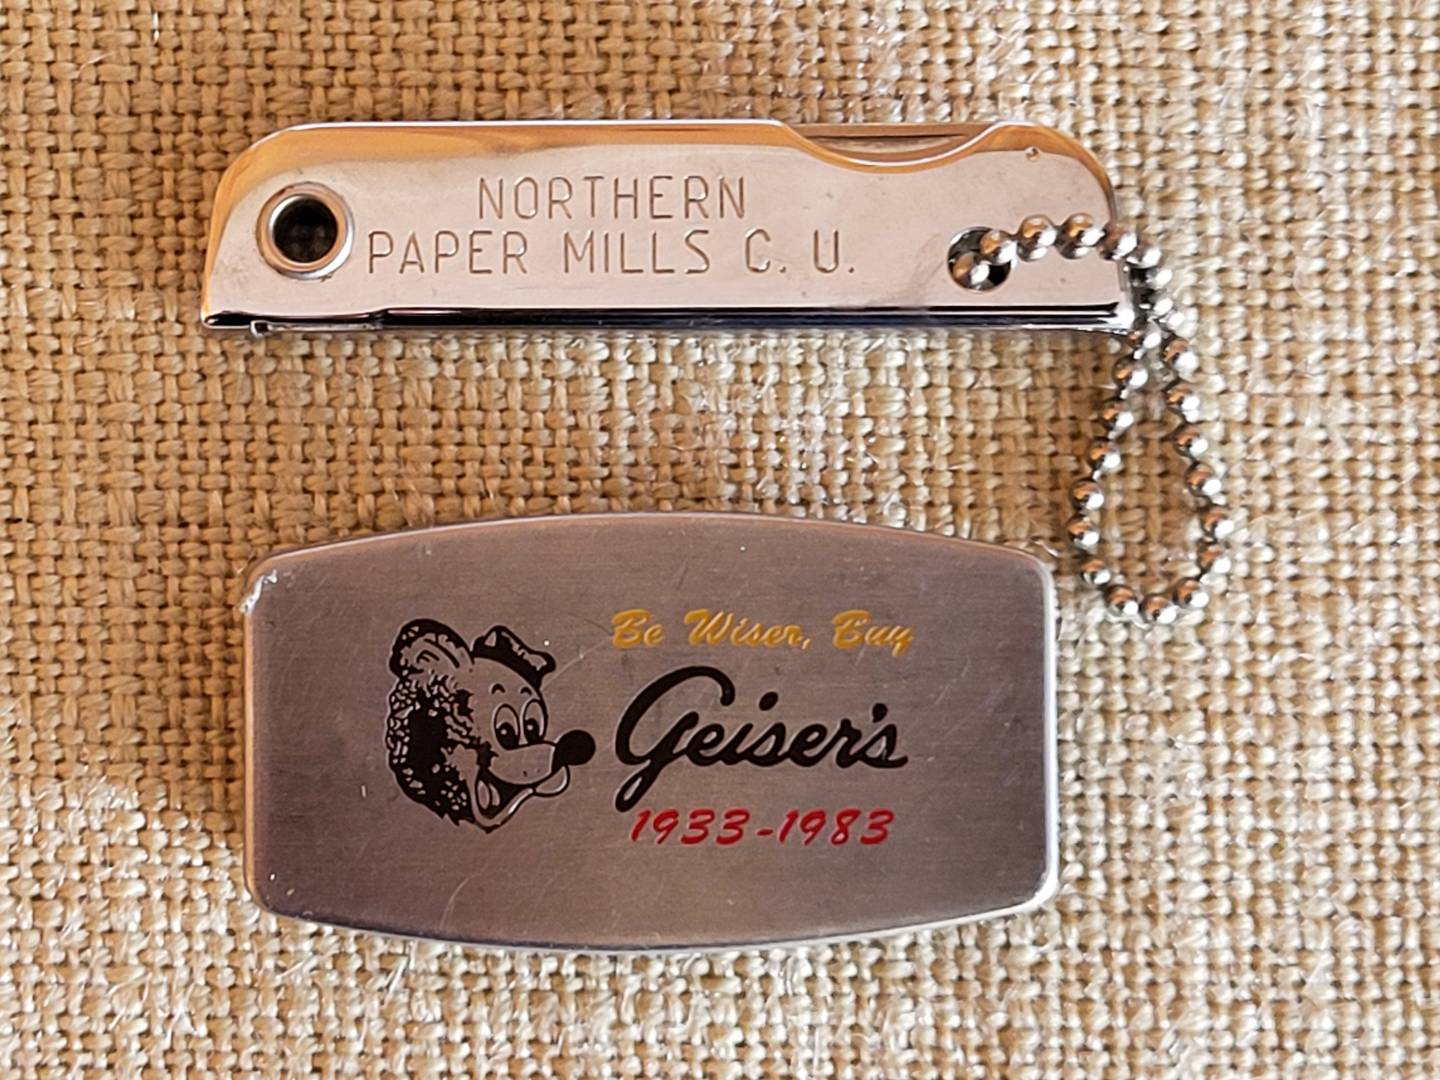 NORTHERN
PAPER MILLS C. U.
Be Wiser, Buy
Geiser's
1933-1983